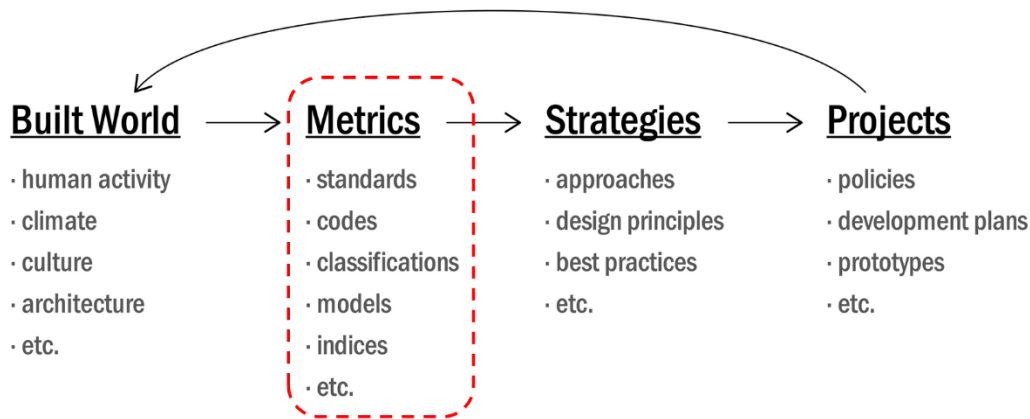 Built World
· human activity
· climate
· culture
· architecture
· etc.
Metrics
· standards
· codes
· classifications
· models
· indices
· etc.
Strategies
· approaches
· design principles
· best practices
· etc.
Projects
· policies
· development plans
· prototypes
· etc.